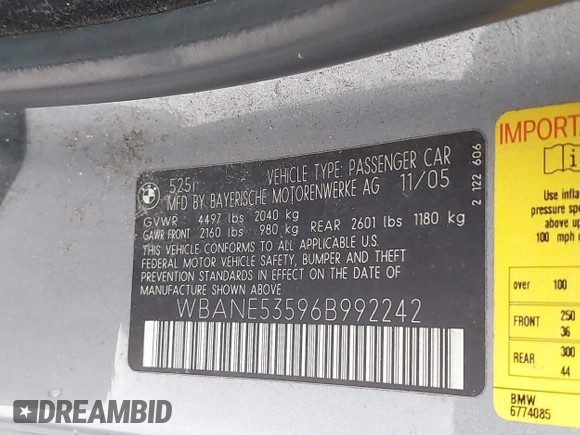 BMW
525i
VEHICLE TYPE: PASSENGER CAR
MFD BY BAYERISCHE MOTORENWERKE AG 11/05
GVWR 4497 lbs 2040 kg
GAWR FRONT 2160 lbs 980 kg REAR 2601 lbs 1180 kg
THIS VEHICLE CONFORMS TO ALL APPLICABLE U.S.
FEDERAL MOTOR VEHICLE SAFETY, BUMPER, AND THEFT
PREVENTION STANDARDS IN EFFECT ON THE DATE OF
MANUFACTURE SHOWN ABOVE
WBANE53596B992242
2 122 606
IMPORT
i
Use infla
pressure spe
above up
100 mph
over 100
FRONT 250
36
REAR 300
44
BMW
6774085
DREAMBID